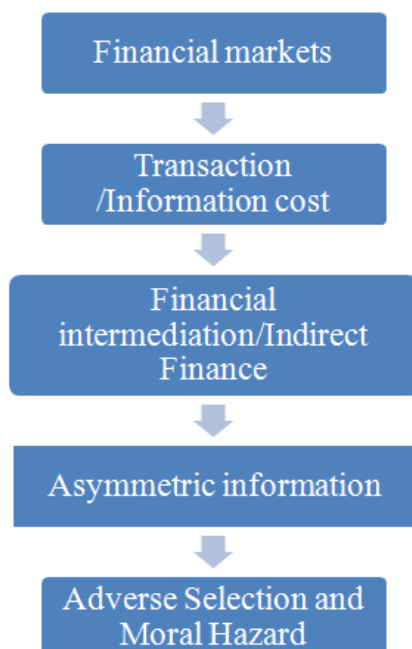 Financial markets
Transaction
/Information cost
Financial
intermediation/Indirect
Finance
Asymmetric information
Adverse Selection and
Moral Hazard